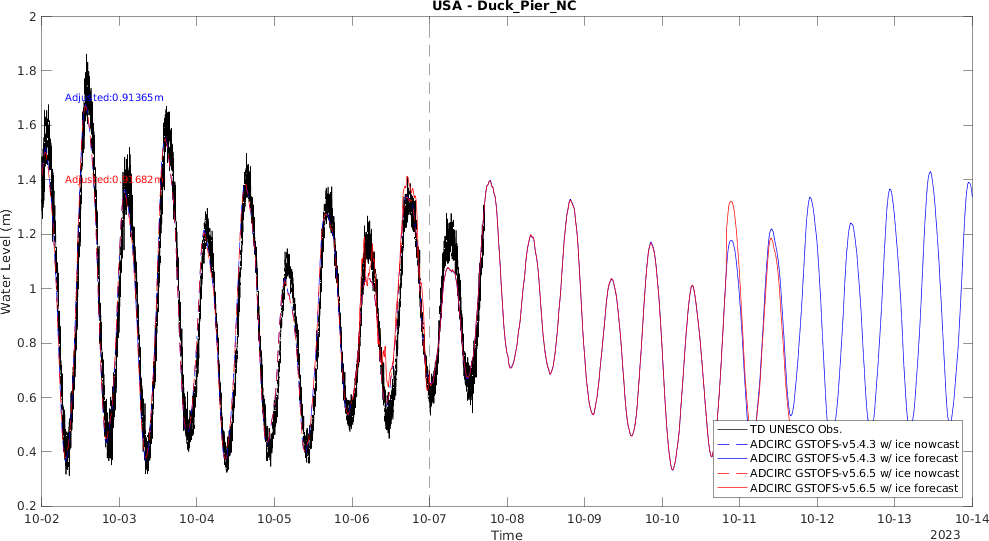 USA - Duck_Pier_NC
2
1.8
1.6
1.4
1.2
1
0.8
0.6
0.4
0.2
Water Level (m)
Adjusted:0.91365m
Adjusted:0.91682m
TD UNESCO Obs.
ADCIRC GSTOFS-v5.4.3 w/ ice nowcast
ADCIRC GSTOFS-v5.4.3 w/ ice forecast
ADCIRC GSTOFS-v5.6.5 w/ ice nowcast
ADCIRC GSTOFS-v5.6.5 w/ ice forecast
10-02 10-03 10-04 10-05 10-06 10-07 10-08 10-09 10-10 10-11 10-12 10-13 10-14
Time
2023